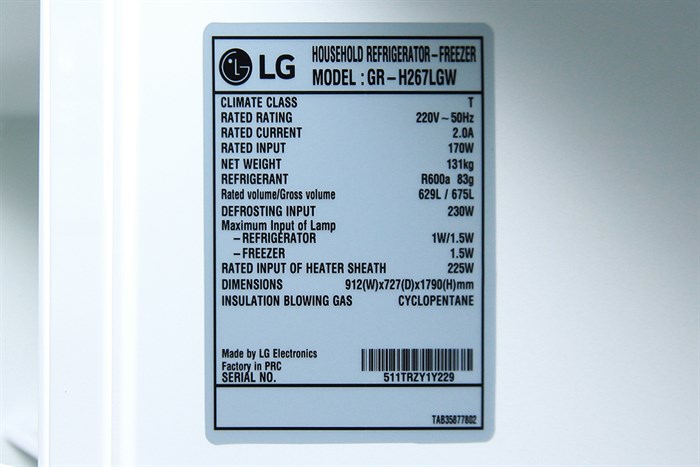 LG HOUSEHOLD REFRIGERATOR-FREEZER
MODEL : GR-H267LGW
CLIMATE CLASS T
RATED RATING 220V~50Hz
RATED CURRENT 2.0A
RATED INPUT 170W
NET WEIGHT 131kg
REFRIGERANT R600a 83g
Rated volume/Gross volume 629L / 675L
DEFROSTING INPUT 230W
Maximum Input of Lamp
-REFRIGERATOR 1W/1.5W
-FREEZER 1.5W
RATED INPUT OF HEATER SHEATH 225W
DIMENSIONS 912(W)x727(D)x1790(H)mm
INSULATION BLOWING GAS CYCLOPENTANE
Made by LG Electronics
Factory in PRC
SERIAL NO. 511TRZY1Y229
TAB35877802